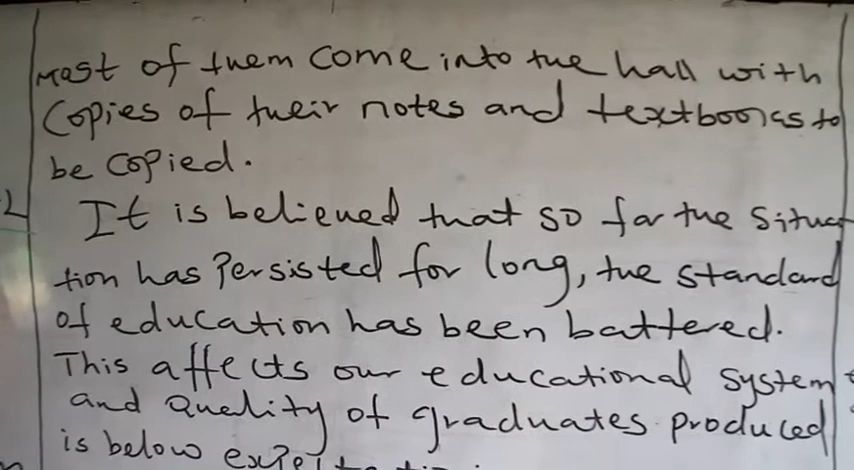 most of them come into the hall with
Copies of their notes and textbooks to
be copied.
2 It is believed that so far the situa
tion has persisted for long, the standard
of education has been battered.
This affects our educational system
and quality of graduates produced
is below